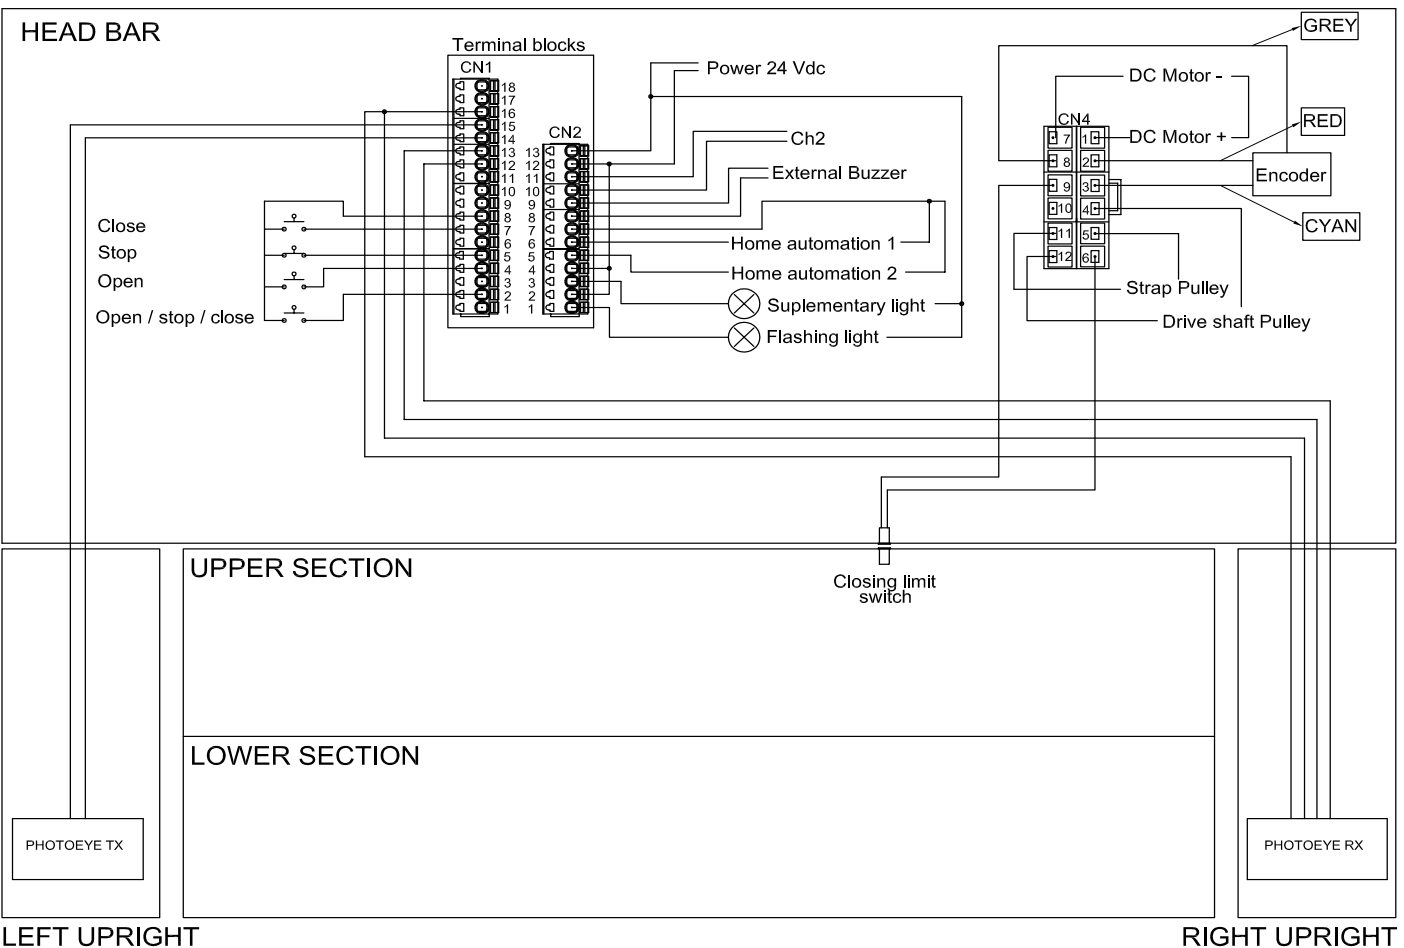 HEAD BAR
GREY
Terminal blocks
CN1
Power 24 Vdc
DC Motor -
18
17
16
15
14
13
12
11
10
9
8
7
6
5
4
3
2
1
CN2
13
12
11
10
9
8
7
6
5
4
3
2
1
Ch2
External Buzzer
Home automation 1
Home automation 2
Suplementary light
Flashing light
CN4
DC Motor +
RED
7 1
8 2
9 3
10 4
11 5
12 6
Encoder
CYAN
Strap Pulley
Drive shaft Pulley
Close
Stop
Open
Open / stop / close
UPPER SECTION
Closing limit
switch
LOWER SECTION
PHOTOEYE TX
PHOTOEYE RX
LEFT UPRIGHT
RIGHT UPRIGHT